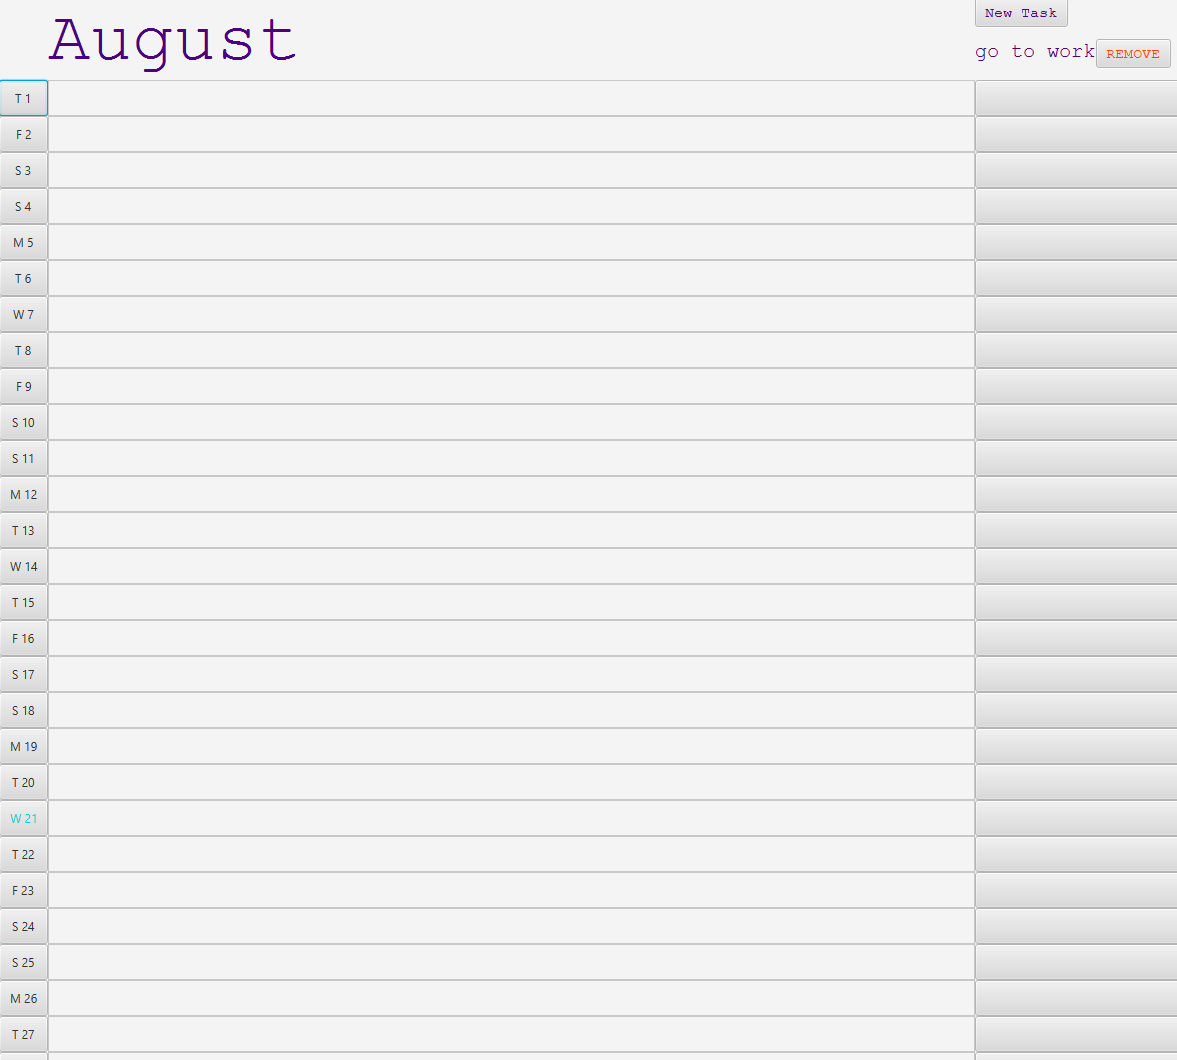 August
New Task
go to work REMOVE
T 1
F 2
S 3
S 4
M 5
T 6
W 7
T 8
F 9
S 10
S 11
M 12
T 13
W 14
T 15
F 16
S 17
S 18
M 19
T 20
W 21
T 22
F 23
S 24
S 25
M 26
T 27